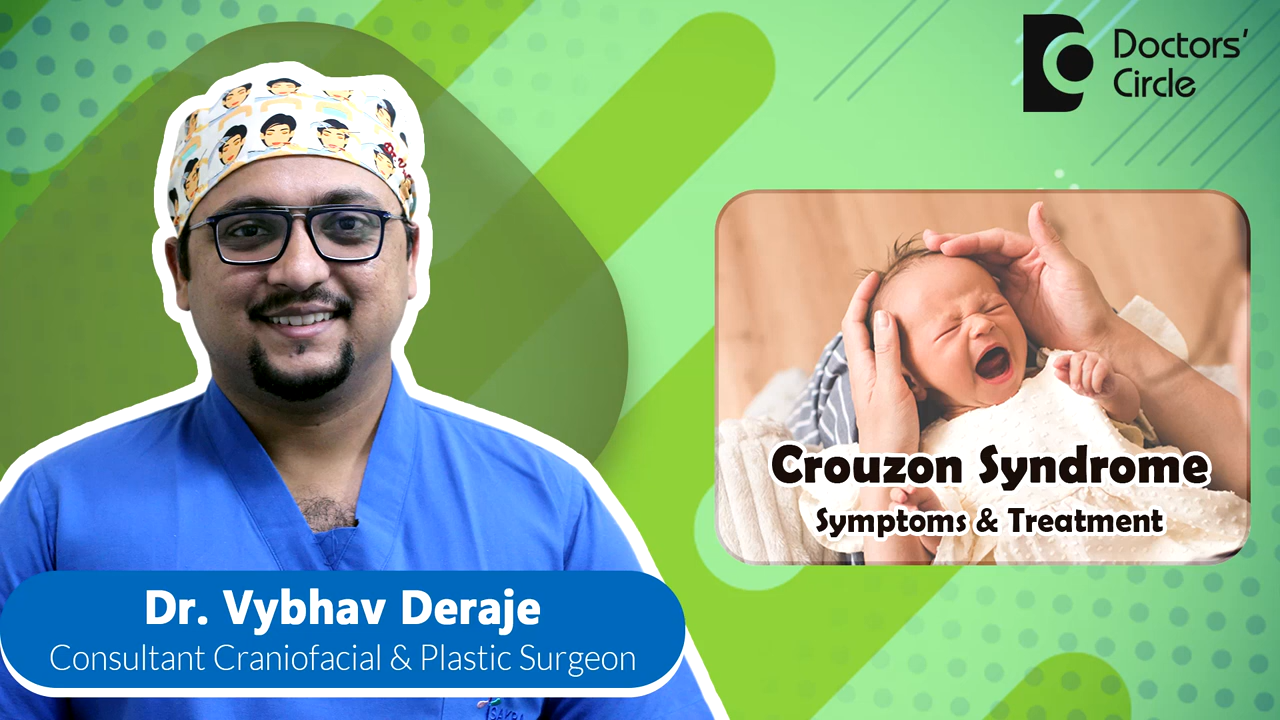 Doctors'
Circle
Crouzon Syndrome
Symptoms & Treatment
Dr. Vybhav Deraje
Consultant Craniofacial & Plastic Surgeon